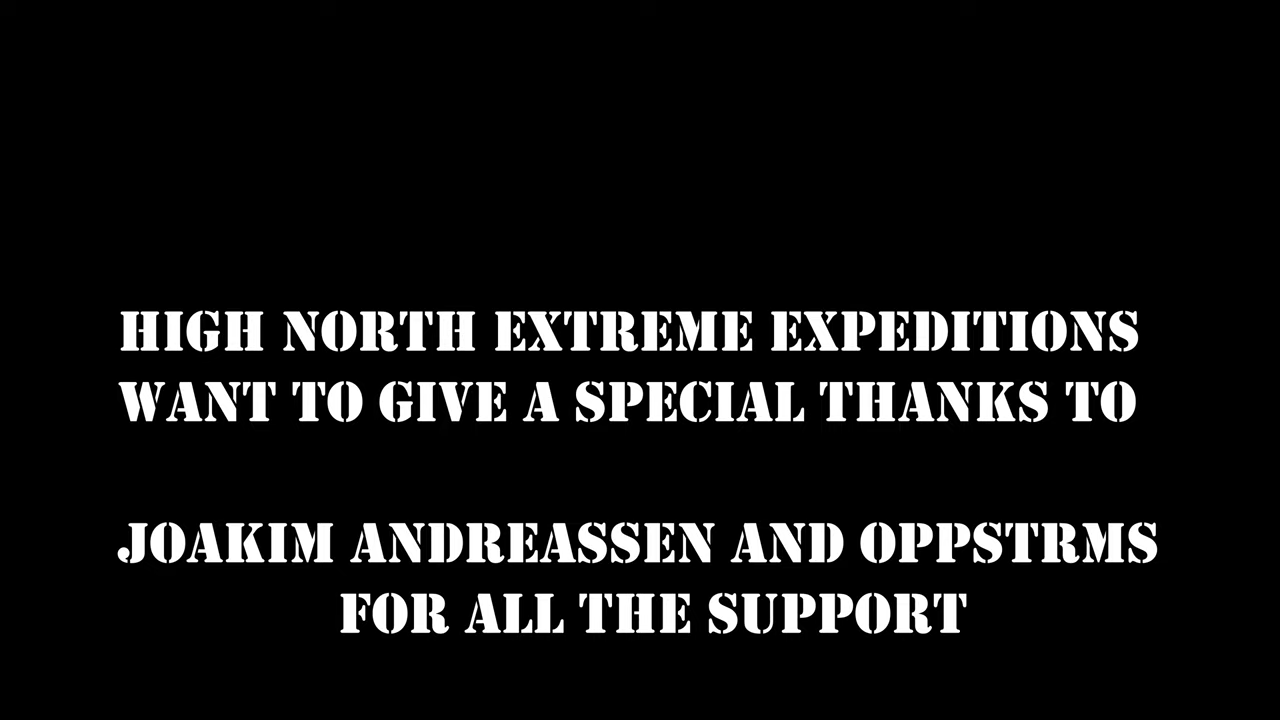 HIGH NORTH EXTREME EXPEDITIONS
WANT TO GIVE A SPECIAL THANKS TO
JOAKIM ANDREASSEN AND OPPSTRMS
FOR ALL THE SUPPORT